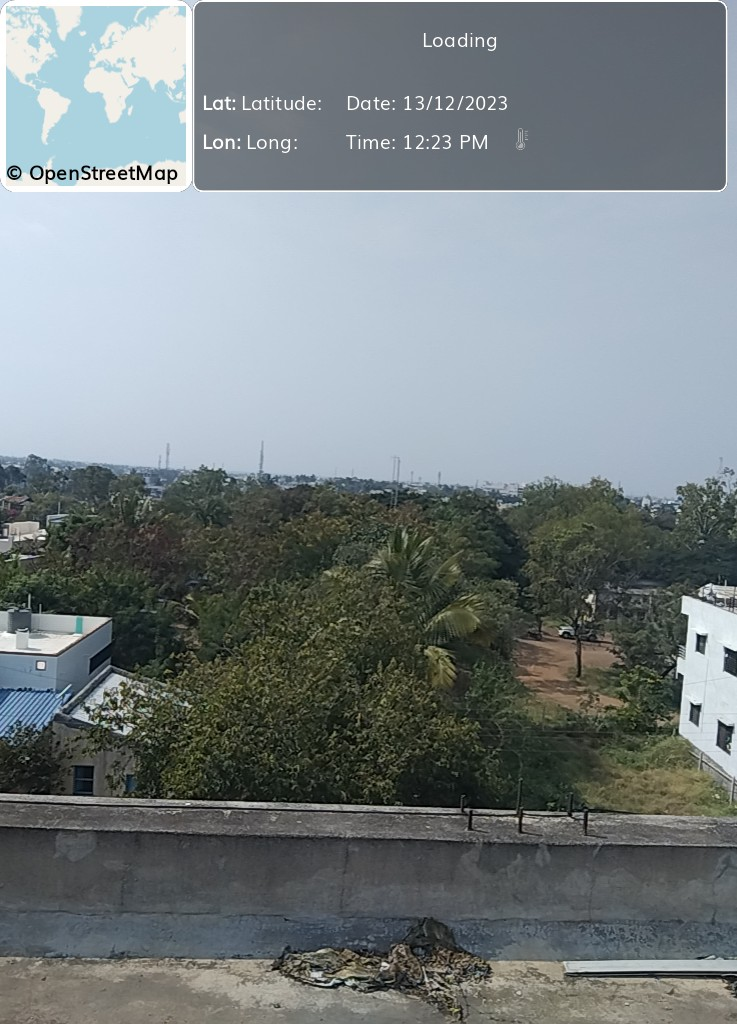 Loading
Lat: Latitude: Date: 13/12/2023
Lon: Long: Time: 12:23 PM
© OpenStreetMap